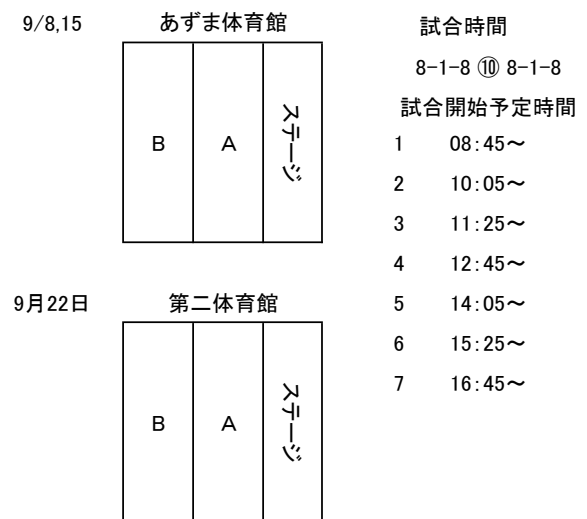 9/8,15 あずま体育館
B A ステージ
9月22日 第二体育館
B A ステージ
試合時間
8-1-8 ⑩ 8-1-8
試合開始予定時間
1 08:45～
2 10:05～
3 11:25～
4 12:45～
5 14:05～
6 15:25～
7 16:45～